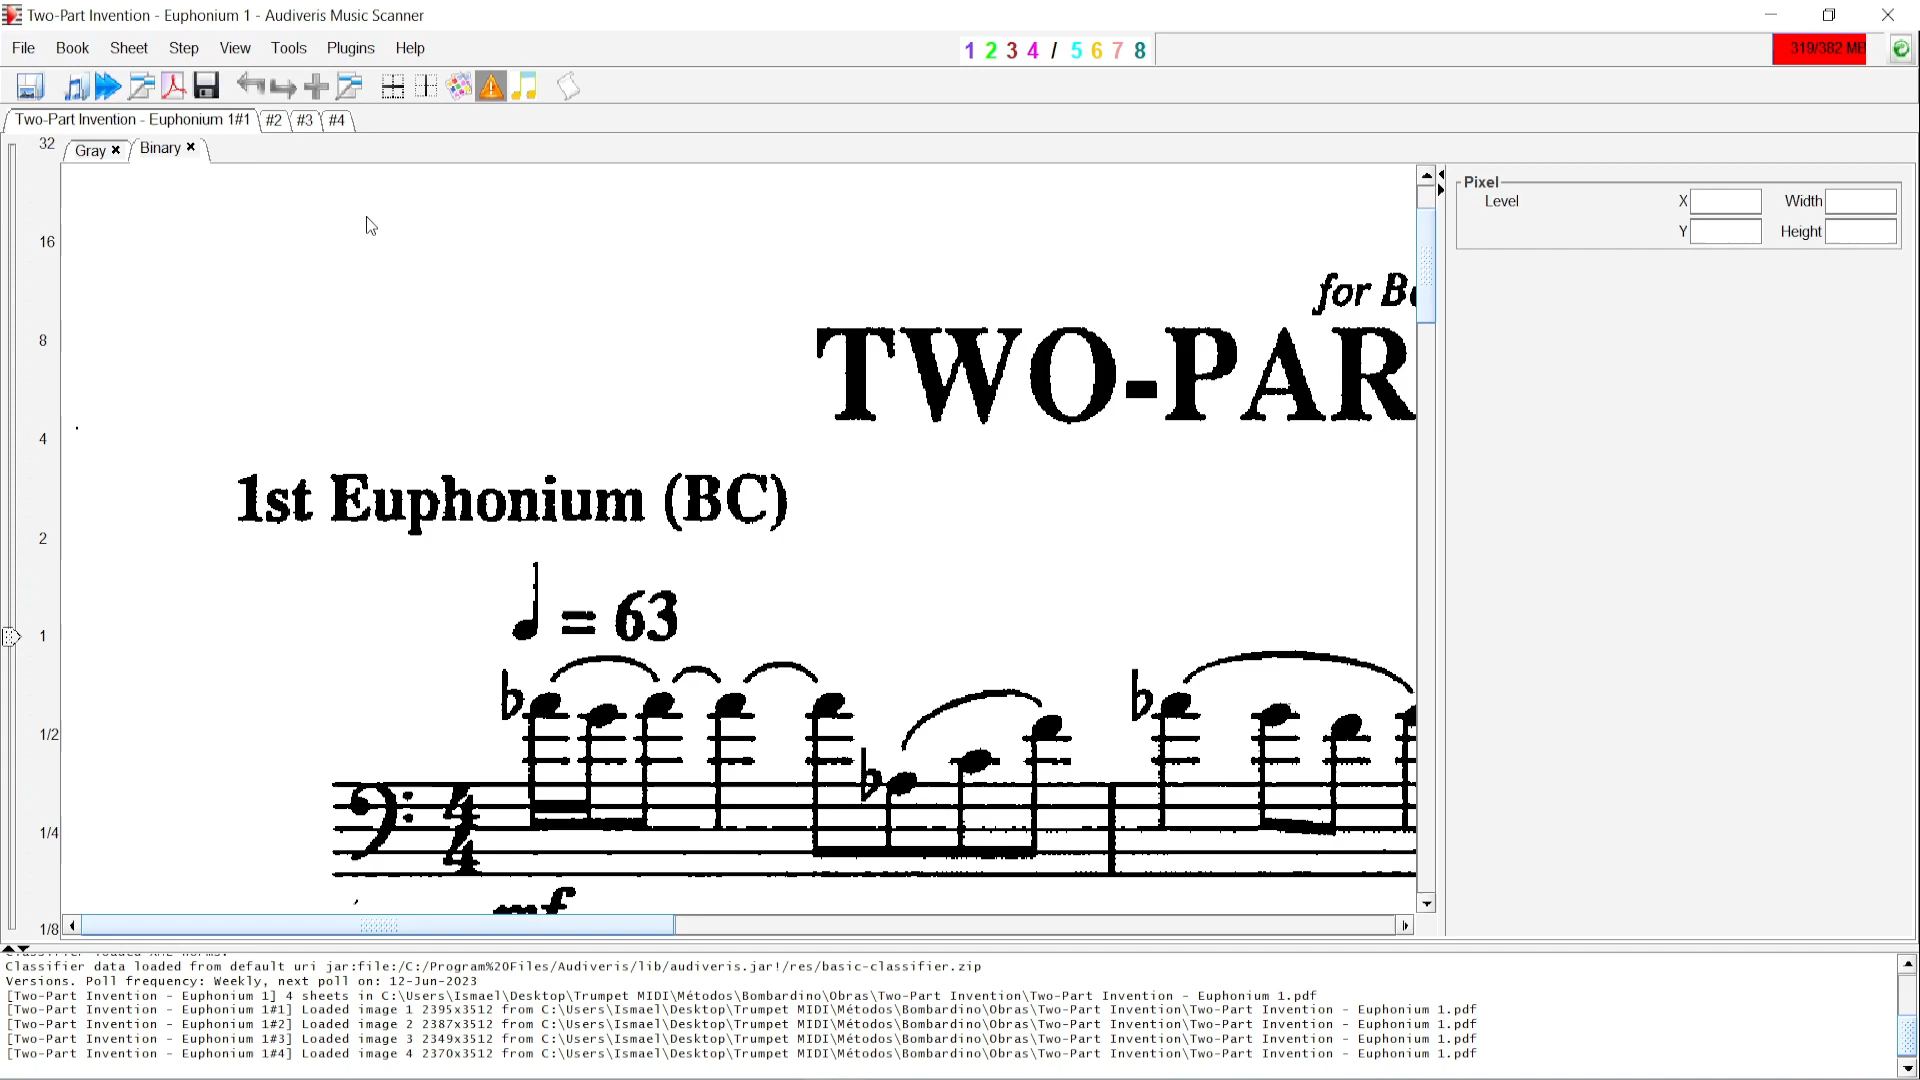 Two-Part Invention - Euphonium 1 - Audiveris Music Scanner
File Book Sheet Step View Tools Plugins Help
1 2 3 4 / 5 6 7 8
319/382 MB
Two-Part Invention - Euphonium 1#1 #2 #3 #4
Gray Binary
32
16
8
4
2
1
1/2
1/4
1/8
Pixel
Level X Width
Y Height
for B
TWO-PAR
1st Euphonium (BC)
= 63
4
4
mf
Classifier loaded XML norms.
Classifier data loaded from default uri jar:file:/C:/Program%20Files/Audiveris/lib/audiveris.jar!/res/basic-classifier.zip
Versions. Poll frequency: Weekly, next poll on: 12-Jun-2023
[Two-Part Invention - Euphonium 1] 4 sheets in C:\Users\Ismael\Desktop\Trumpet MIDI\Métodos\Bombardino\Obras\Two-Part Invention\Two-Part Invention - Euphonium 1.pdf
[Two-Part Invention - Euphonium 1#1] Loaded image 1 2395x3512 from C:\Users\Ismael\Desktop\Trumpet MIDI\Métodos\Bombardino\Obras\Two-Part Invention\Two-Part Invention - Euphonium 1.pdf
[Two-Part Invention - Euphonium 1#2] Loaded image 2 2387x3512 from C:\Users\Ismael\Desktop\Trumpet MIDI\Métodos\Bombardino\Obras\Two-Part Invention\Two-Part Invention - Euphonium 1.pdf
[Two-Part Invention - Euphonium 1#3] Loaded image 3 2349x3512 from C:\Users\Ismael\Desktop\Trumpet MIDI\Métodos\Bombardino\Obras\Two-Part Invention\Two-Part Invention - Euphonium 1.pdf
[Two-Part Invention - Euphonium 1#4] Loaded image 4 2370x3512 from C:\Users\Ismael\Desktop\Trumpet MIDI\Métodos\Bombardino\Obras\Two-Part Invention\Two-Part Invention - Euphonium 1.pdf